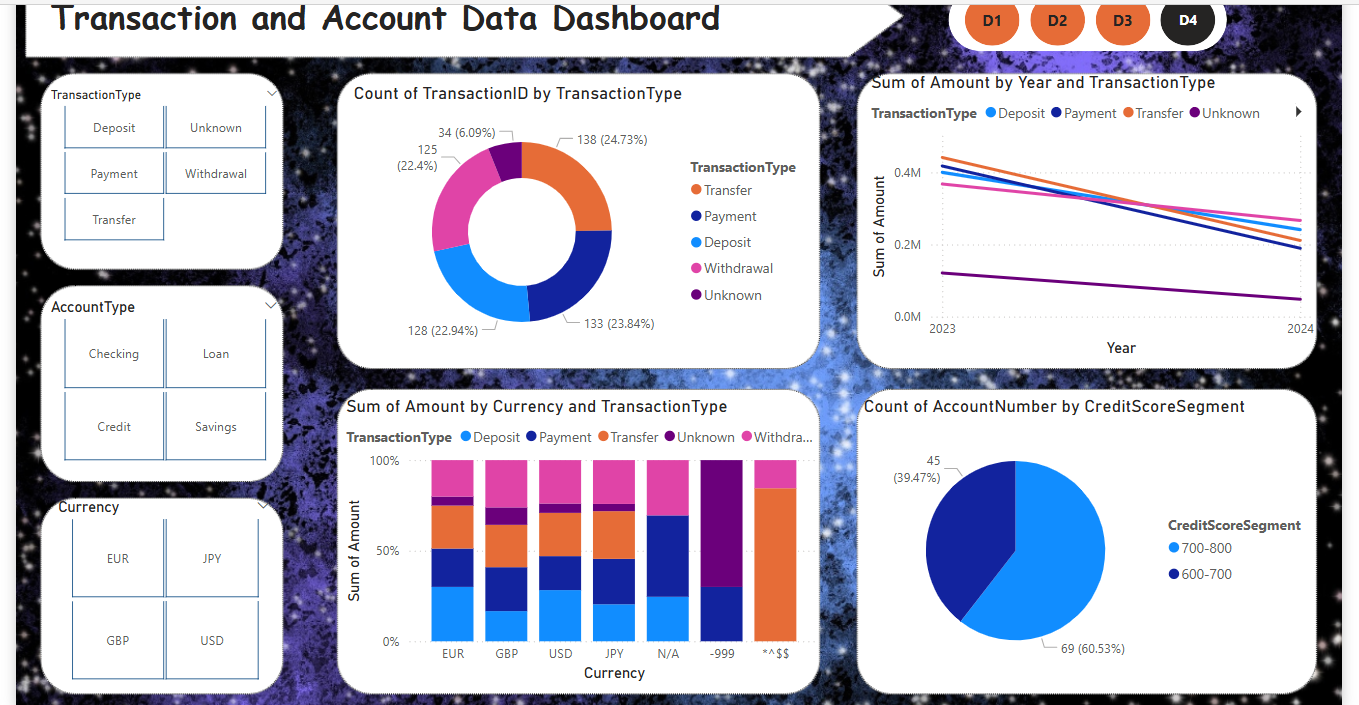 Transaction and Account Data Dashboard
D1 D2 D3 D4
TransactionType
Deposit Unknown
Payment Withdrawal
Transfer
AccountType
Checking Loan
Credit Savings
Currency
EUR JPY
GBP USD
Count of TransactionID by TransactionType
34 (6.09%)
138 (24.73%)
125
(22.4%)
128 (22.94%)
133 (23.84%)
TransactionType
Transfer
Payment
Deposit
Withdrawal
Unknown
Sum of Amount by Year and TransactionType
TransactionType Deposit Payment Transfer Unknown
Sum of Amount
0.4M
0.2M
0.0M
2023 2024
Year
Sum of Amount by Currency and TransactionType
TransactionType Deposit Payment Transfer Unknown Withdra...
Sum of Amount
100%
50%
0%
EUR GBP USD JPY N/A -999 *^$$
Currency
Count of AccountNumber by CreditScoreSegment
45
(39.47%)
69 (60.53%)
CreditScoreSegment
700-800
600-700